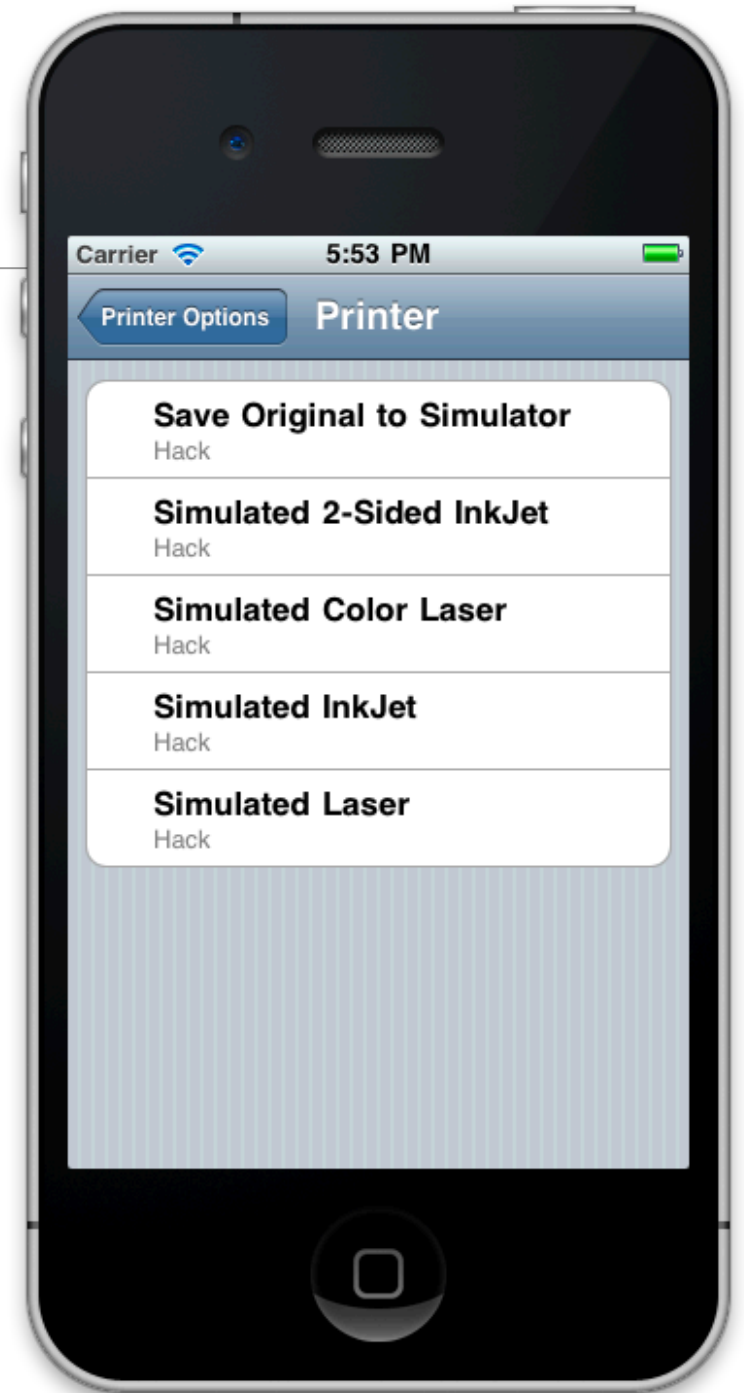 Carrier 5:53 PM
Printer Options Printer
Save Original to Simulator
Hack
Simulated 2-Sided InkJet
Hack
Simulated Color Laser
Hack
Simulated InkJet
Hack
Simulated Laser
Hack